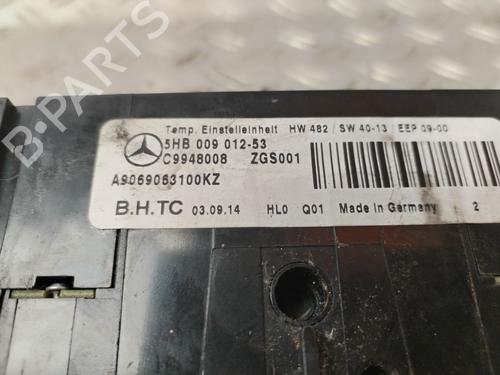 Temp. Einstelleinheit HW 482 / SW 40-13 / EEP 09-00
5HB 009 012-53
C9948008 ZGS001
A9069063100KZ
B.H.TC 03.09.14 HL0 Q01 Made in Germany 2
B-PARTS